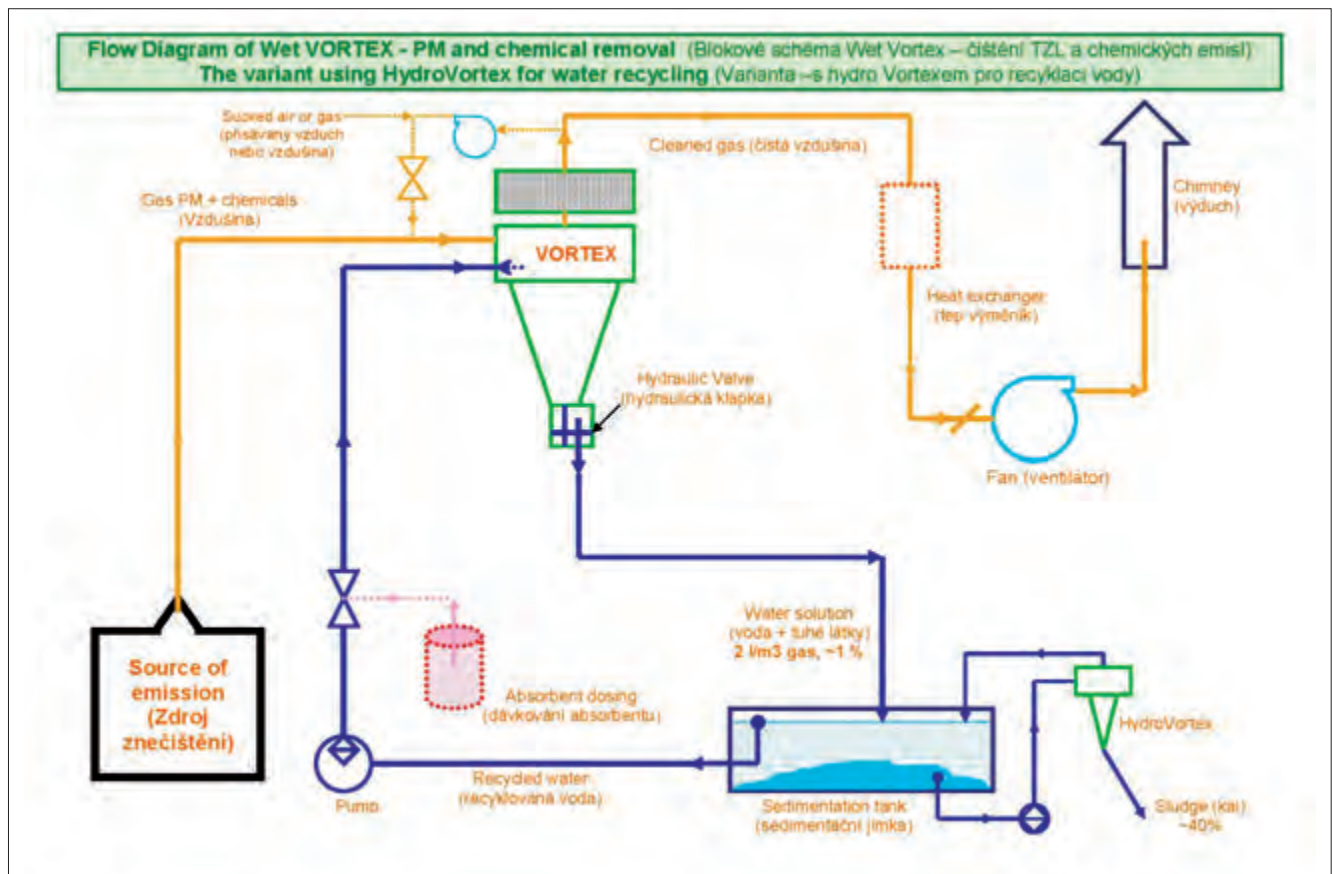 Flow Diagram of Wet VORTEX - PM and chemical removal (Blokové schéma Wet Vortex – čištění TZL a chemických emisí)
The variant using HydroVortex for water recycling (Varianta –s hydro Vortexem pro recyklaci vody)
Sucked air or gas
(přisávaný vzduch
nebo vzdušina)
Cleaned gas (čistá vzdušina)
Chimney
(výduch)
Gas PM + chemicals
(Vzdušina)
VORTEX
Heat exchanger
(tep výměník)
Hydraulic Valve
(hydraulická klapka)
Fan (ventilátor)
Water solution
(voda + tuhé látky)
2 l/m3 gas, ~1 %
Source of
emission
(Zdroj
znečištění)
Absorbent dosing
(dávkování absorbentu)
HydroVortex
Recycled water
(recyklovaná voda)
Pump
Sedimentation tank
(sedimentační jímka)
Sludge (kal)
~40%